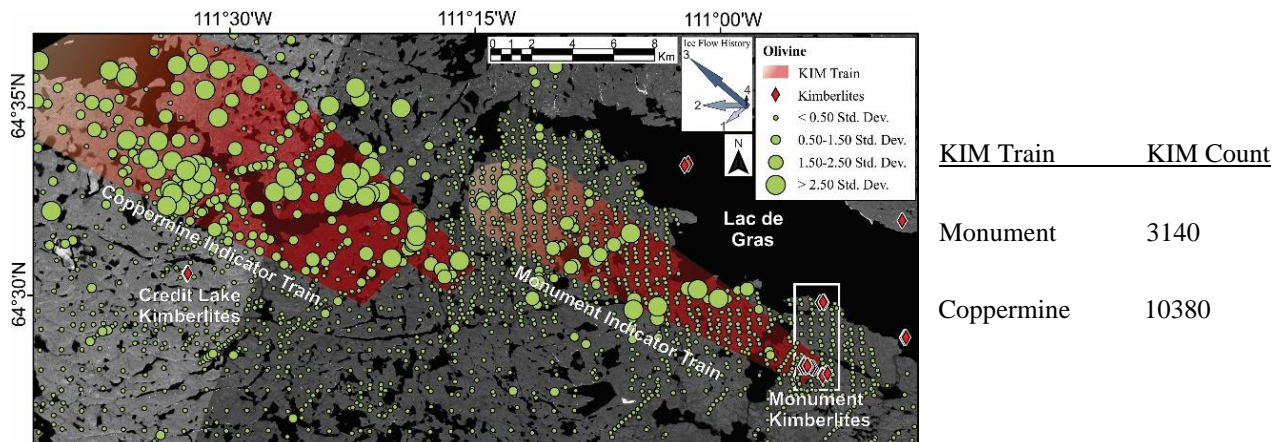 111°30'W 111°15'W 111°00'W
64°35'N
64°30'N
0 1 2 4 6 8
Km
Ice Flow History
3
4
2
1
N
Olivine
KIM Train
Kimberlites
< 0.50 Std. Dev.
0.50-1.50 Std. Dev.
1.50-2.50 Std. Dev.
> 2.50 Std. Dev.
Coppermine Indicator Train
Credit Lake
Kimberlites
Monument Indicator Train
Lac de
Gras
Monument
Kimberlites
KIM Train KIM Count
Monument 3140
Coppermine 10380